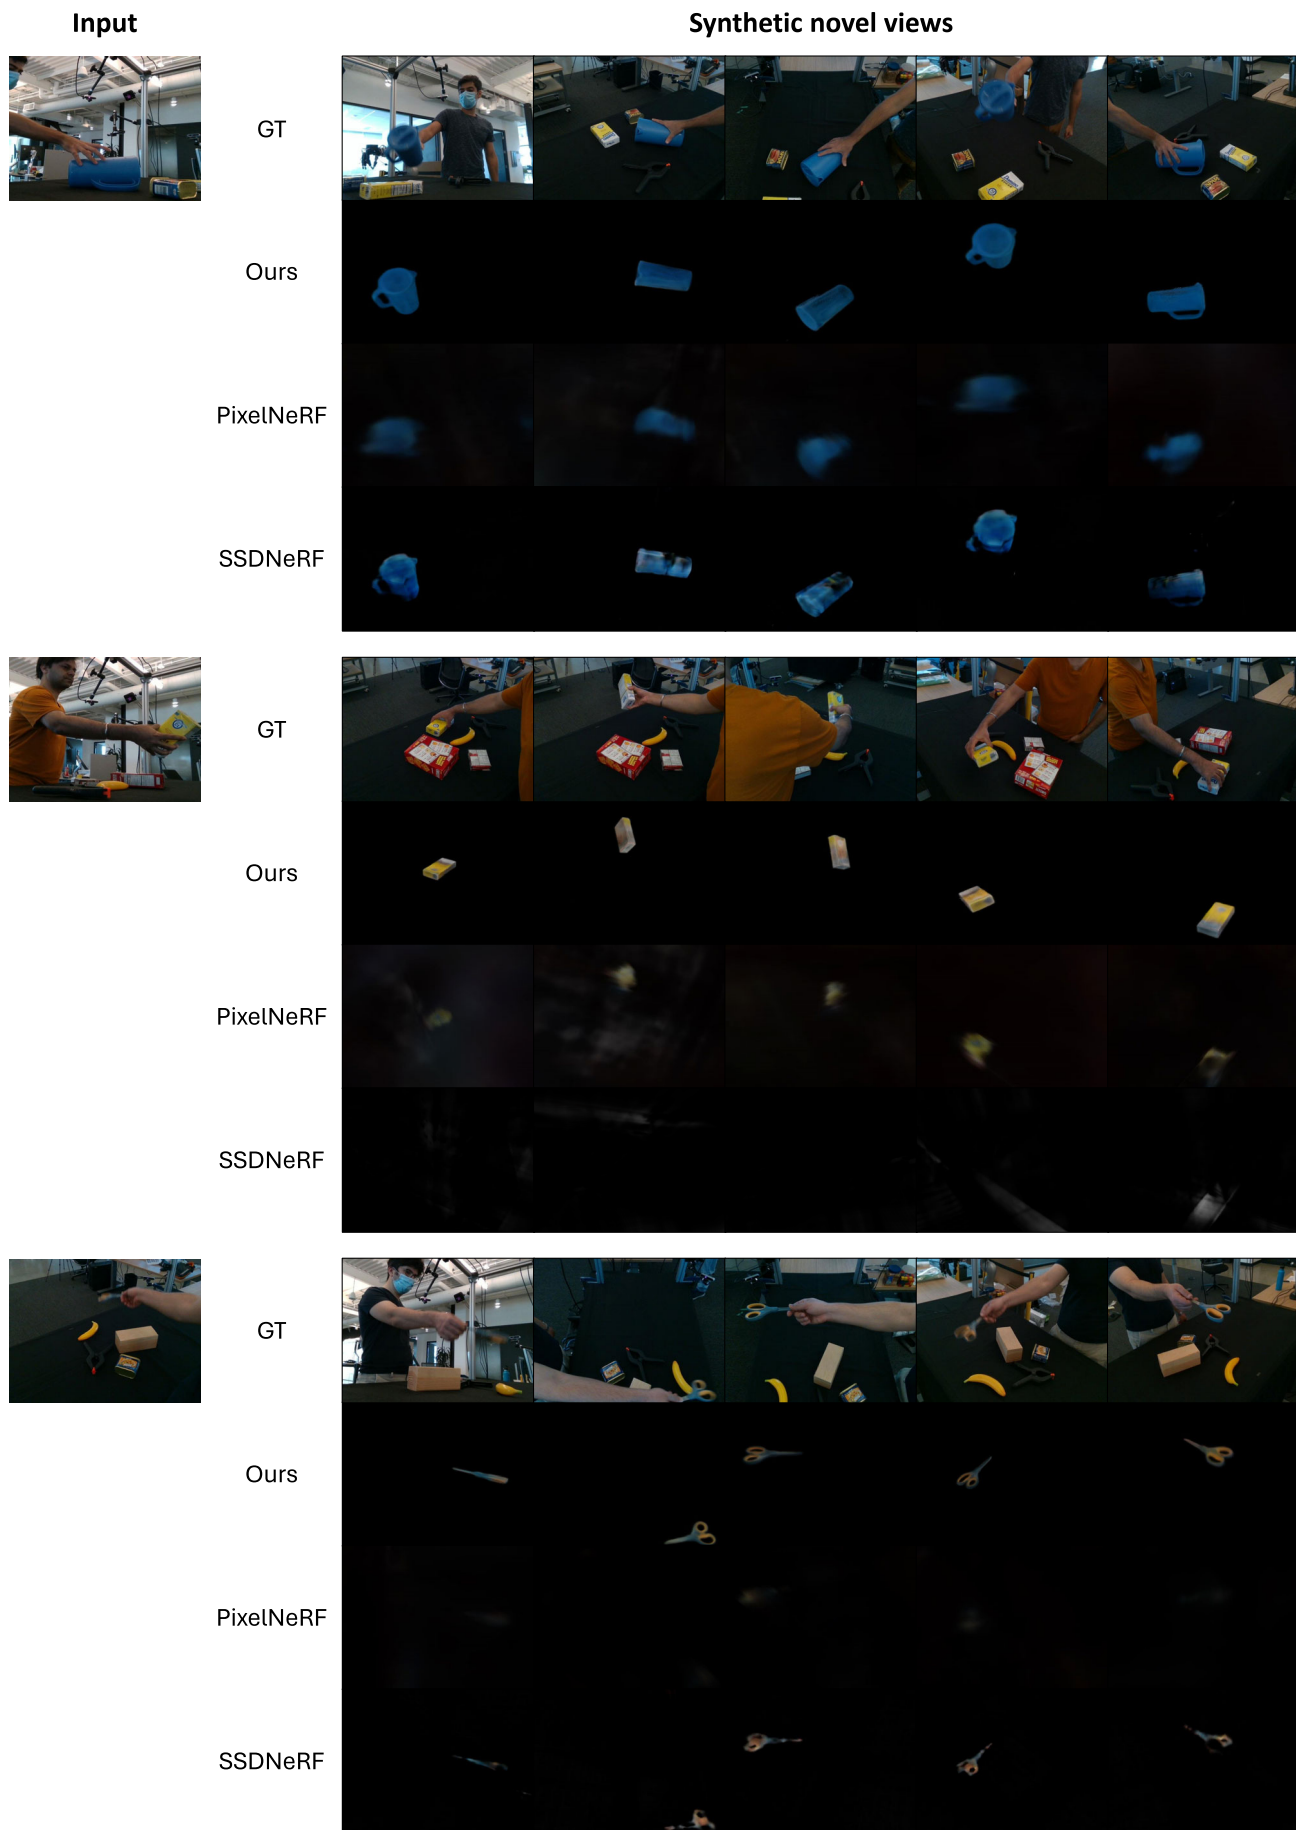 Input
Synthetic novel views
GT
Ours
PixelNeRF
SSDNeRF
GT
Ours
PixelNeRF
SSDNeRF
GT
Ours
PixelNeRF
SSDNeRF